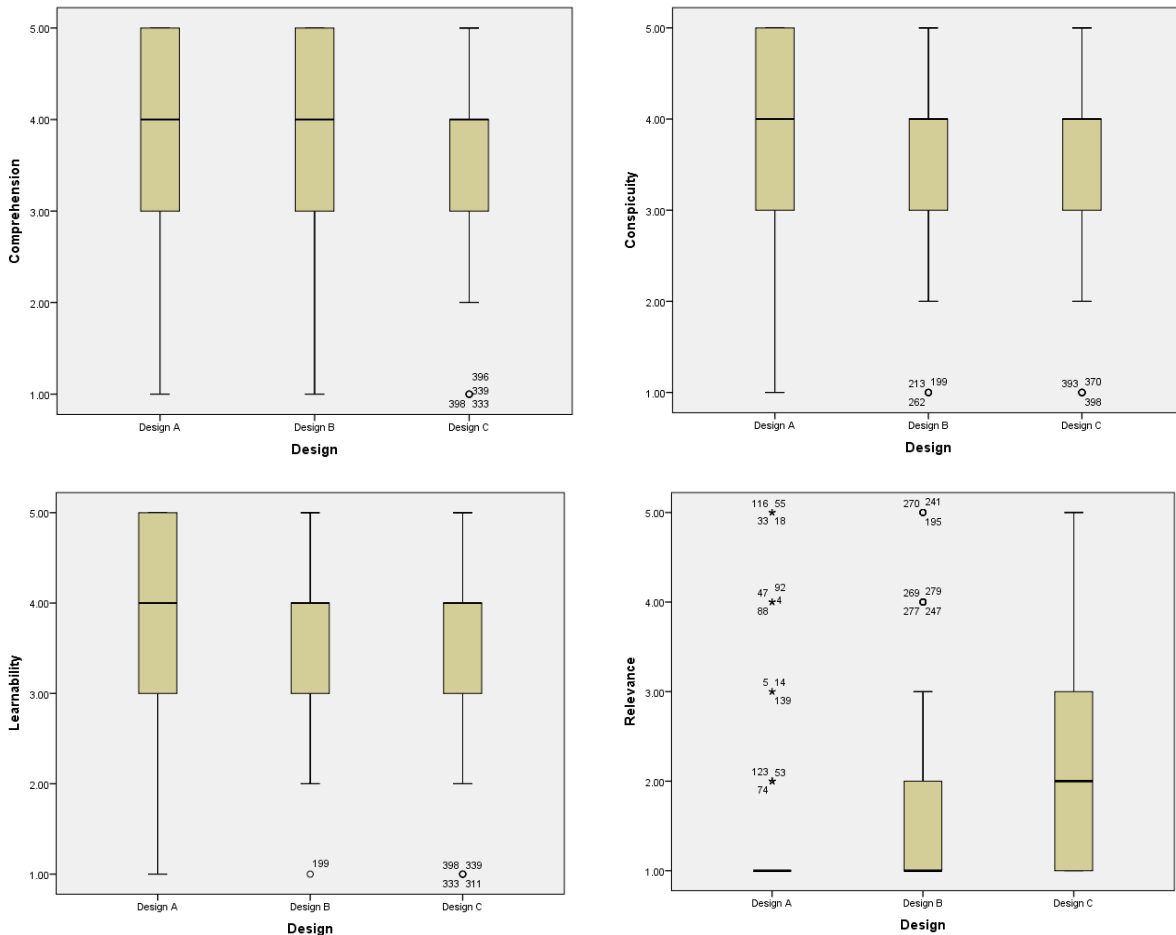 Comprehension
5.00
4.00
3.00
2.00
1.00
396
339
398 333
Design A
Design B
Design C
Design
Conspicuity
5.00
4.00
3.00
2.00
1.00
213 199
262
393 370
398
Design A
Design B
Design C
Design
Learnability
5.00
4.00
3.00
2.00
1.00
199
398 339
333 311
Design A
Design B
Design C
Design
Relevance
5.00
4.00
3.00
2.00
1.00
116 55
33 18
47 92
4
88
5 14
139
123 53
74
270 241
195
269 279
277 247
Design A
Design B
Design C
Design